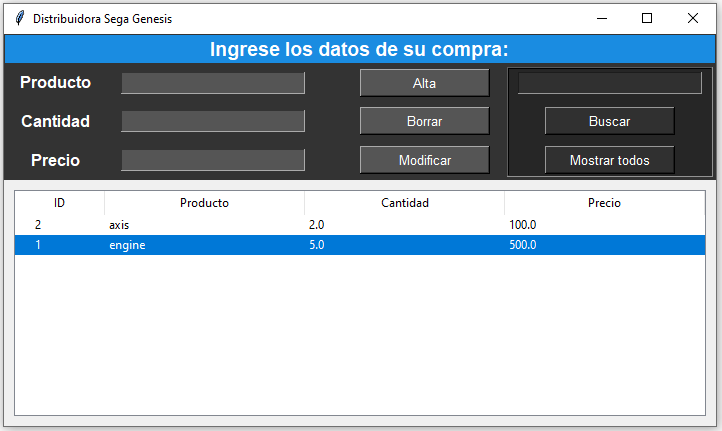 Distribuidora Sega Genesis
Ingrese los datos de su compra:
Producto Alta
Cantidad Borrar Buscar
Precio Modificar Mostrar todos
ID Producto Cantidad Precio
2 axis 2.0 100.0
1 engine 5.0 500.0